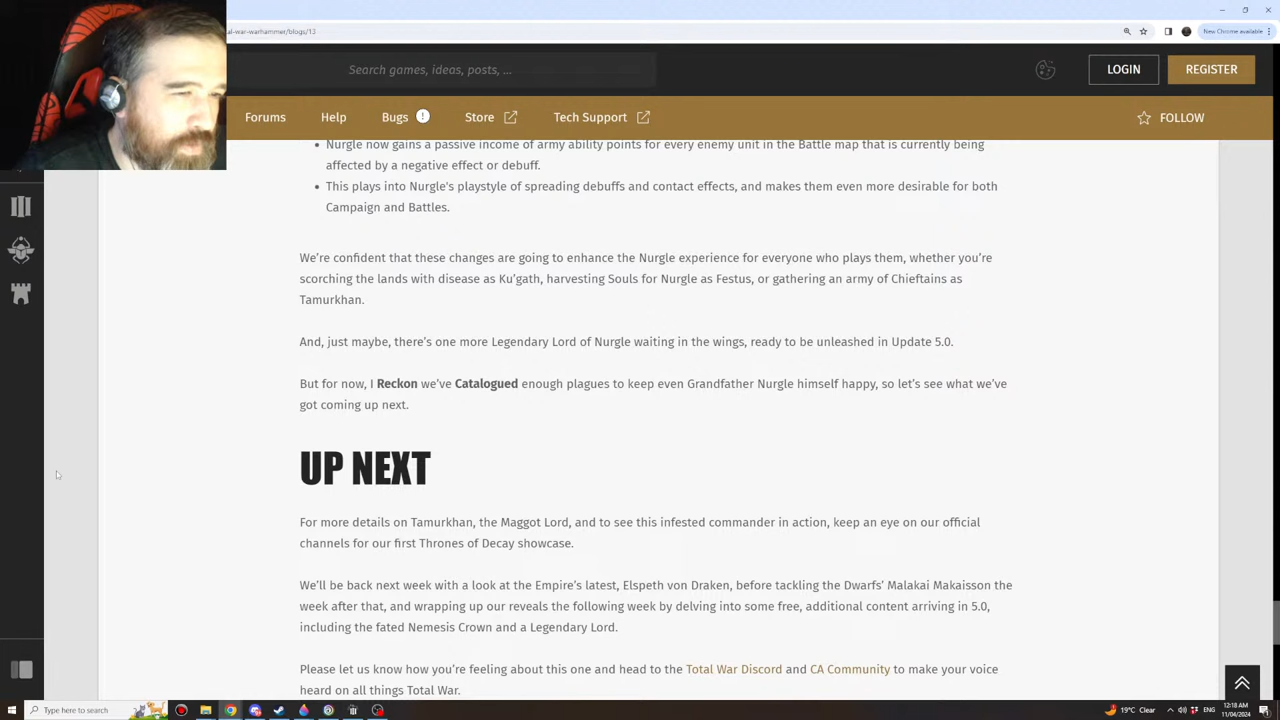 al-war-warhammer/blogs/13
New Chrome available
Search games, ideas, posts, ...
LOGIN
REGISTER
Forums
Help
Bugs
Store
Tech Support
FOLLOW
Nurgle now gains a passive income of army ability points for every enemy unit in the Battle map that is currently being
affected by a negative effect or debuff.
This plays into Nurgle's playstyle of spreading debuffs and contact effects, and makes them even more desirable for both
Campaign and Battles.
We're confident that these changes are going to enhance the Nurgle experience for everyone who plays them, whether you're
scorching the lands with disease as Ku'gath, harvesting Souls for Nurgle as Festus, or gathering an army of Chieftains as
Tamurkhan.
And, just maybe, there's one more Legendary Lord of Nurgle waiting in the wings, ready to be unleashed in Update 5.0.
But for now, I Reckon we've Catalogued enough plagues to keep even Grandfather Nurgle himself happy, so let's see what we've
got coming up next.
UP NEXT
For more details on Tamurkhan, the Maggot Lord, and to see this infested commander in action, keep an eye on our official
channels for our first Thrones of Decay showcase.
We'll be back next week with a look at the Empire's latest, Elspeth von Draken, before tackling the Dwarfs' Malakai Makaisson the
week after that, and wrapping up our reveals the following week by delving into some free, additional content arriving in 5.0,
including the fated Nemesis Crown and a Legendary Lord.
Please let us know how you're feeling about this one and head to the Total War Discord and CA Community to make your voice
heard on all things Total War.
Type here to search
19°C Clear
ENG
12:18 AM
11/04/2024